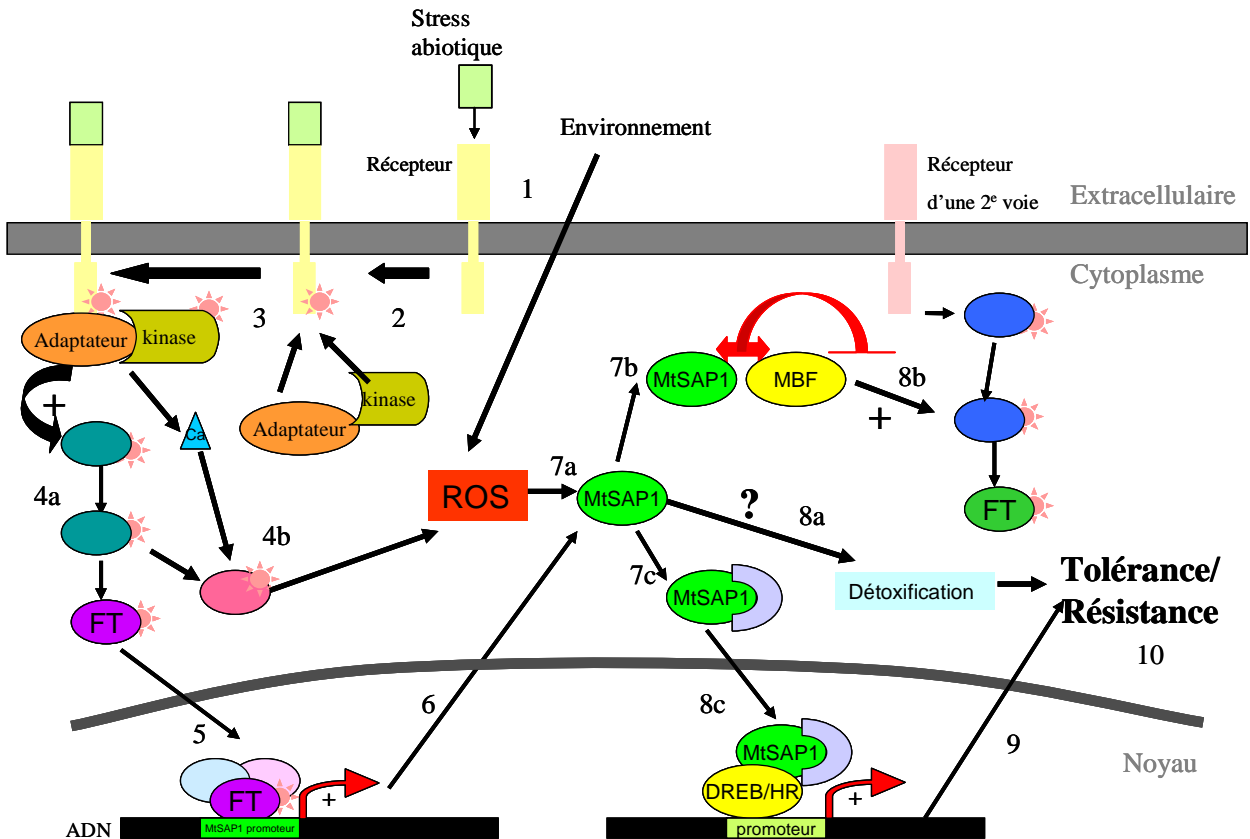 Stress
abiotique
Environnement
Récepteur
1
Récepteur
d'une 2e voie
Extracellulaire
Cytoplasme
3
2
Adaptateur
kinase
kinase
Adaptateur
+
Ca
4a
4b
FT
5
6
ROS
7a
MtSAP1
7b
MtSAP1
MBF
8b
+
FT
?
8a
7c
MtSAP1
Détoxification
Tolérance/
Résistance
10
8c
9
MtSAP1
DREB/HR
+
promoteur
Noyau
FT
+
ADN
MtSAP1 promoteur